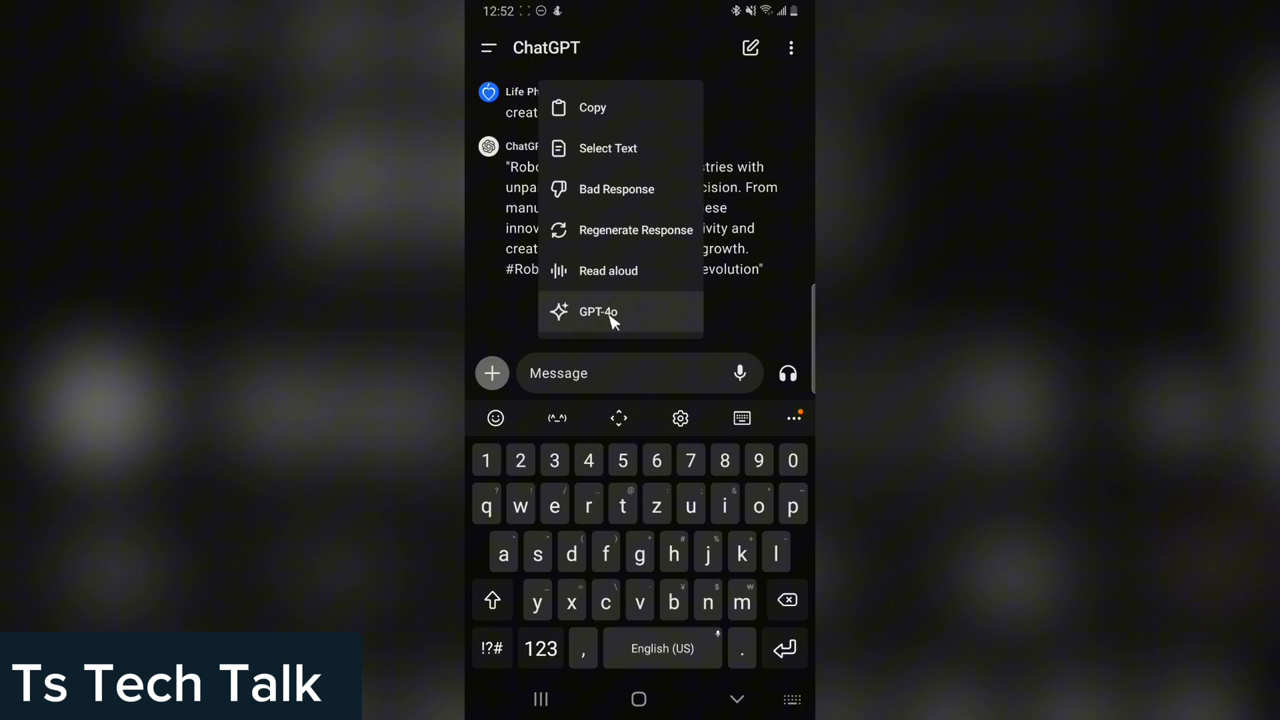 12:52
ChatGPT
Life Ph
creat
Copy
ChatGP
Select Text
"Robo
stries with
unpa
Bad Response
cision. From
manu
ese
innov
Regenerate Response
ivity and
creat
growth.
#Rob
Read aloud
evolution"
GPT-4o
Message
1 2 3 4 5 6 7 8 9 0
q w e r t z u i o p
a s d f g h j k l
y x c v b n m
!?# 123 , English (US) .
Ts Tech Talk